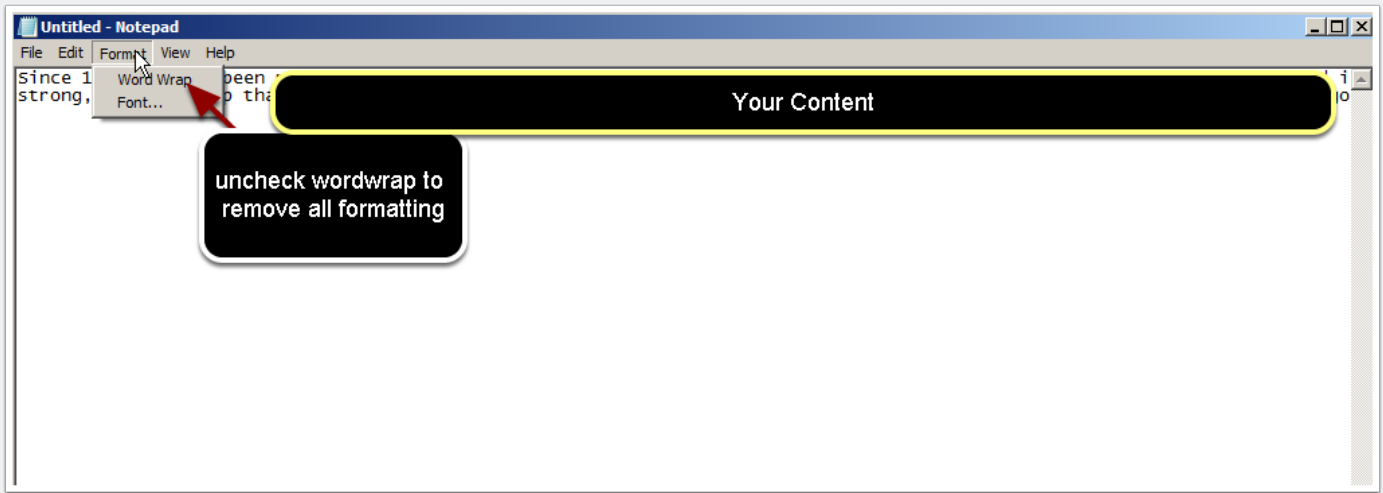 Untitled - Notepad
File Edit Format View Help
Since 1 been
strong,
Word Wrap
Font...
Your Content
uncheck wordwrap to
remove all formatting